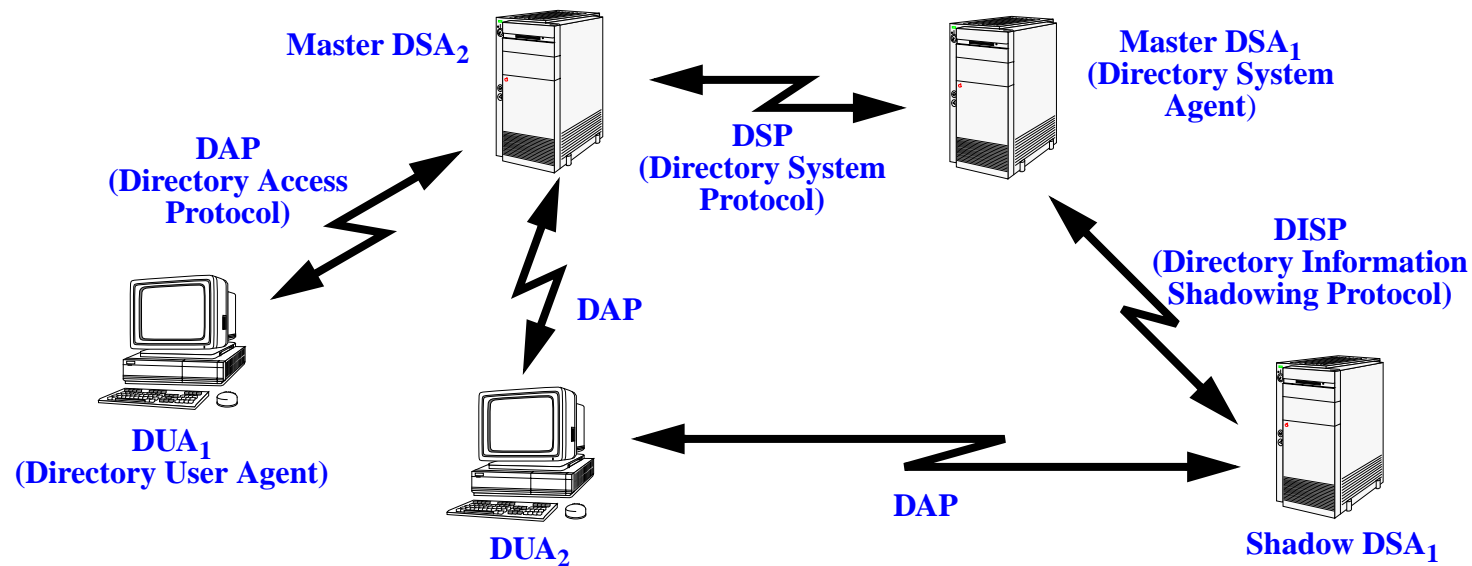 Master DSA2
Master DSA1
(Directory System
Agent)
DSP
(Directory System
Protocol)
DAP
(Directory Access
Protocol)
DISP
(Directory Information
Shadowing Protocol)
DAP
DUA1
(Directory User Agent)
DUA2
DAP
Shadow DSA1